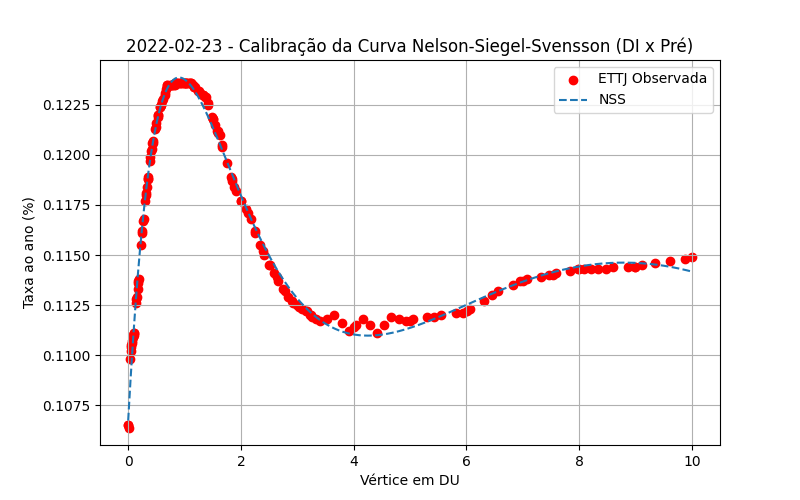 2022-02-23 - Calibração da Curva Nelson-Siegel-Svensson (DI x Pré)
ETTJ Observada
NSS
Taxa ao ano (%)
0.1225
0.1200
0.1175
0.1150
0.1125
0.1100
0.1075
0 2 4 6 8 10
Vértice em DU